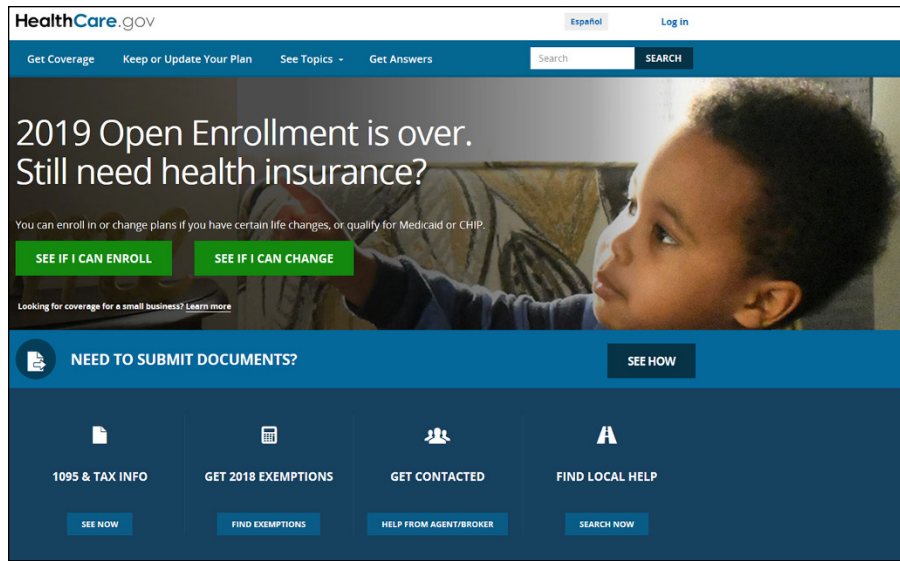 HealthCare.gov
Español
Log in
Get Coverage
Keep or Update Your Plan
See Topics
Get Answers
Search
SEARCH
2019 Open Enrollment is over.
Still need health insurance?
You can enroll in or change plans if you have certain life changes, or qualify for Medicaid or CHIP.
SEE IF I CAN ENROLL
SEE IF I CAN CHANGE
Looking for coverage for a small business? Learn more
NEED TO SUBMIT DOCUMENTS?
SEE HOW
1095 & TAX INFO
GET 2018 EXEMPTIONS
GET CONTACTED
FIND LOCAL HELP
SEE NOW
FIND EXEMPTIONS
HELP FROM AGENT/BROKER
SEARCH NOW